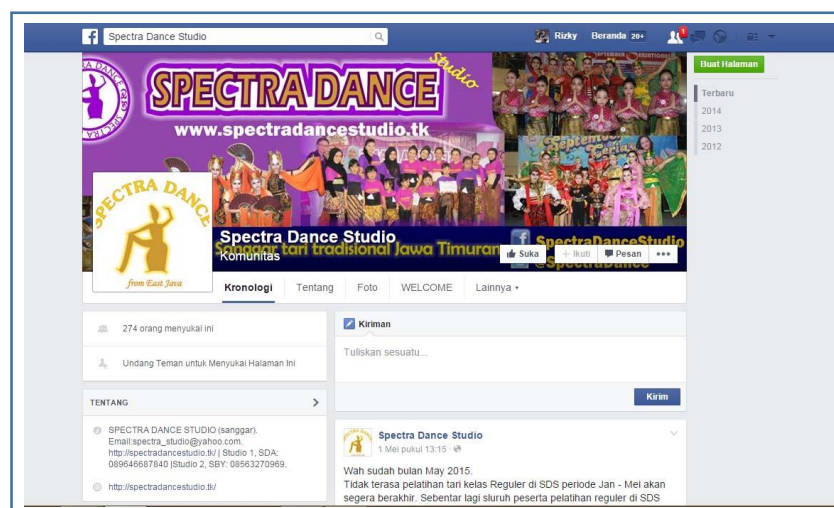 Spectra Dance Studio
Rizky Beranda 20+
1
Buat Halaman
Terbaru
2014
2013
2012
SPECTRA DANCE
Studio
www.spectradancestudio.tk
SPECTRA DANCE
from East Java
Spectra Dance Studio
Sanggar tari tradisional Jawa Timuran
Komunitas
SpectraDanceStudio
@SpectraDance
Suka
Ikuti
Pesan
Kronologi Tentang Foto WELCOME Lainnya
274 orang menyukai ini
Undang Teman untuk Menyukai Halaman Ini
TENTANG
SPECTRA DANCE STUDIO (sanggar).
Email:spectra_studio@yahoo.com.
http://spectradancestudio.tk/ | Studio 1, SDA:
089646687840 |Studio 2, SBY: 08563270969.
http://spectradancestudio.tk/
Kiriman
Tuliskan sesuatu...
Kirim
Spectra Dance Studio
1 Mei pukul 13:15
Wah sudah bulan May 2015.
Tidak terasa pelatihan tari kelas Reguler di SDS periode Jan - Mei akan
segera berakhir. Sebentar lagi sluruh peserta pelatihan reguler di SDS